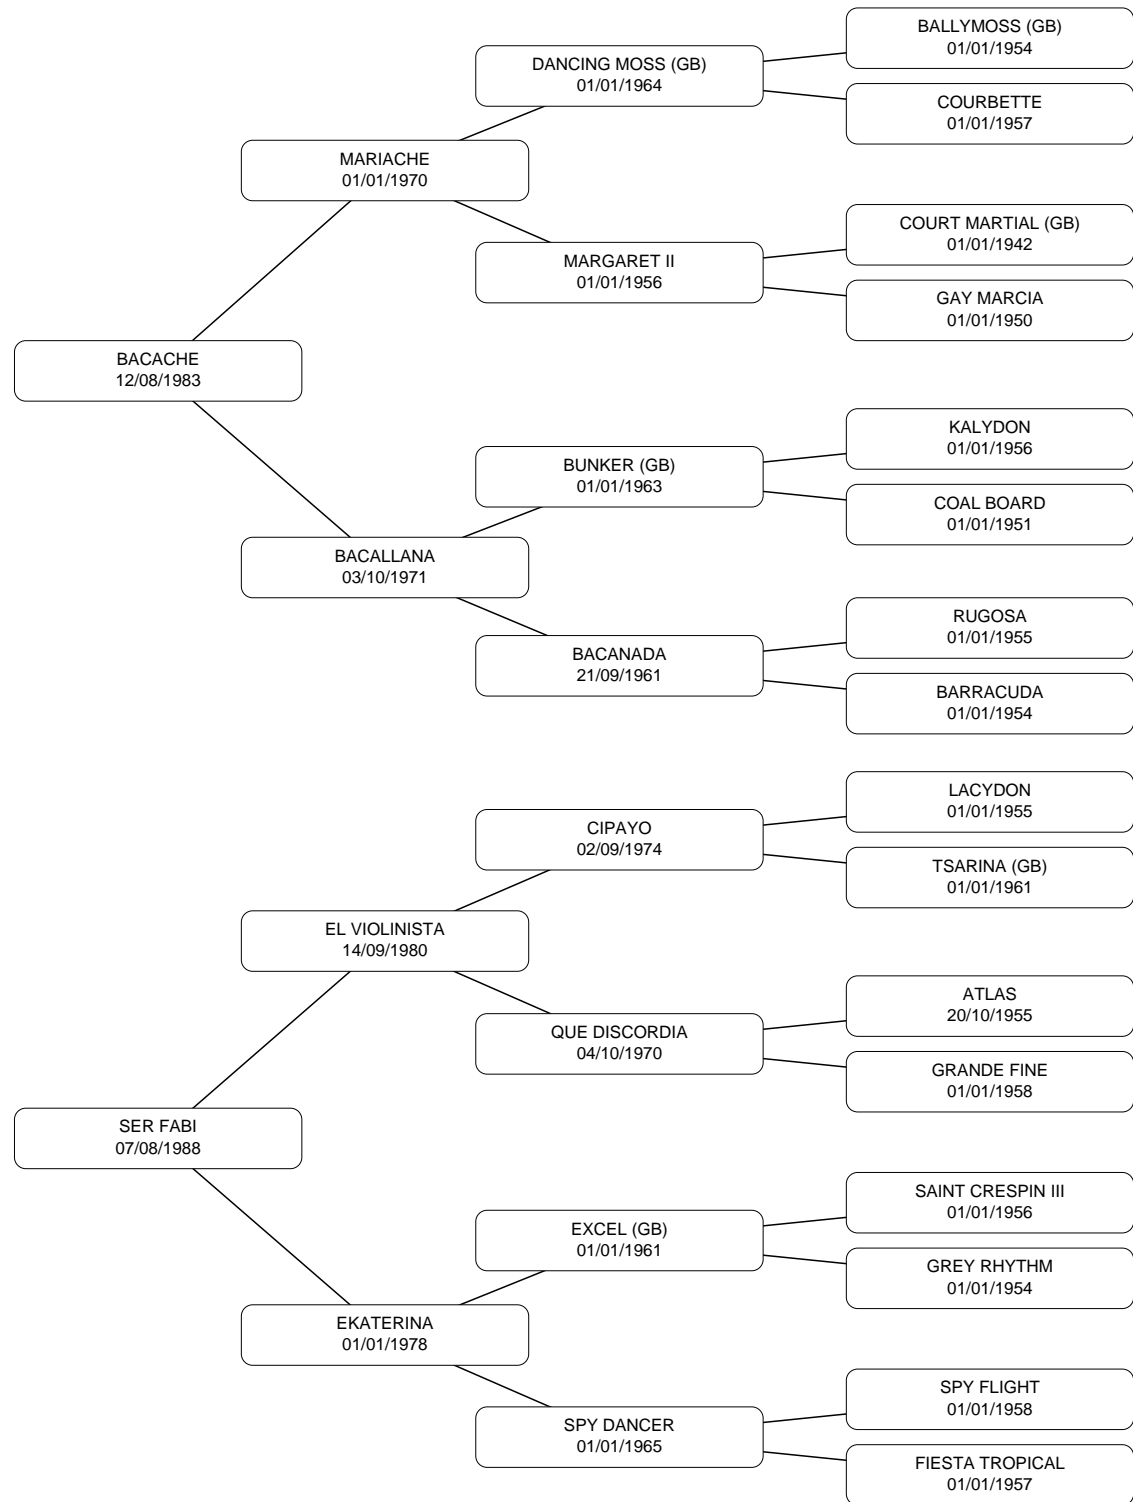 BALLYMOSS (GB)
01/01/1954
DANCING MOSS (GB)
01/01/1964
COURBETTE
01/01/1957
MARIACHE
01/01/1970
COURT MARTIAL (GB)
01/01/1942
MARGARET II
01/01/1956
GAY MARCIA
01/01/1950
BACACHE
12/08/1983
KALYDON
01/01/1956
BUNKER (GB)
01/01/1963
COAL BOARD
01/01/1951
BACALLANA
03/10/1971
RUGOSA
01/01/1955
BACANADA
21/09/1961
BARRACUDA
01/01/1954
LACYDON
01/01/1955
CIPAYO
02/09/1974
TSARINA (GB)
01/01/1961
EL VIOLINISTA
14/09/1980
ATLAS
20/10/1955
QUE DISCORDIA
04/10/1970
GRANDE FINE
01/01/1958
SER FABI
07/08/1988
SAINT CRESPIN III
01/01/1956
EXCEL (GB)
01/01/1961
GREY RHYTHM
01/01/1954
EKATERINA
01/01/1978
SPY FLIGHT
01/01/1958
SPY DANCER
01/01/1965
FIESTA TROPICAL
01/01/1957